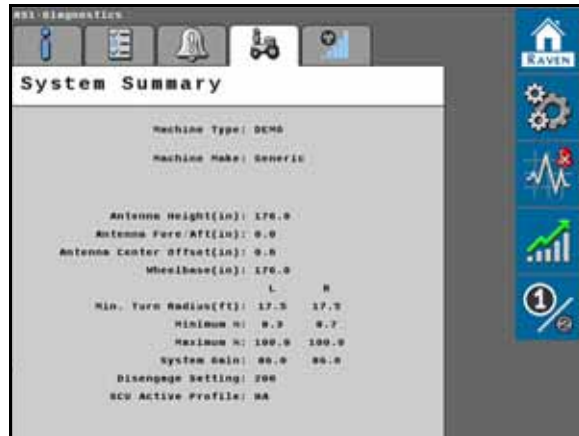 RS1 Diagnostics
RAVEN
System Summary
Machine Type: DEMO
Machine Make: Generic
Antenna Height(in): 176.0
Antenna Fore/Aft(in): 0.0
Antenna Center Offset(in): 0.0
Wheelbase(in): 176.0
L R
Min. Turn Radius(ft): 17.5 17.5
Minimum %:
Maximum %: 100.0 100.0
System Gain: 86.0 86.0
Disengage Setting: 200
SCU Active Profile: NA
1